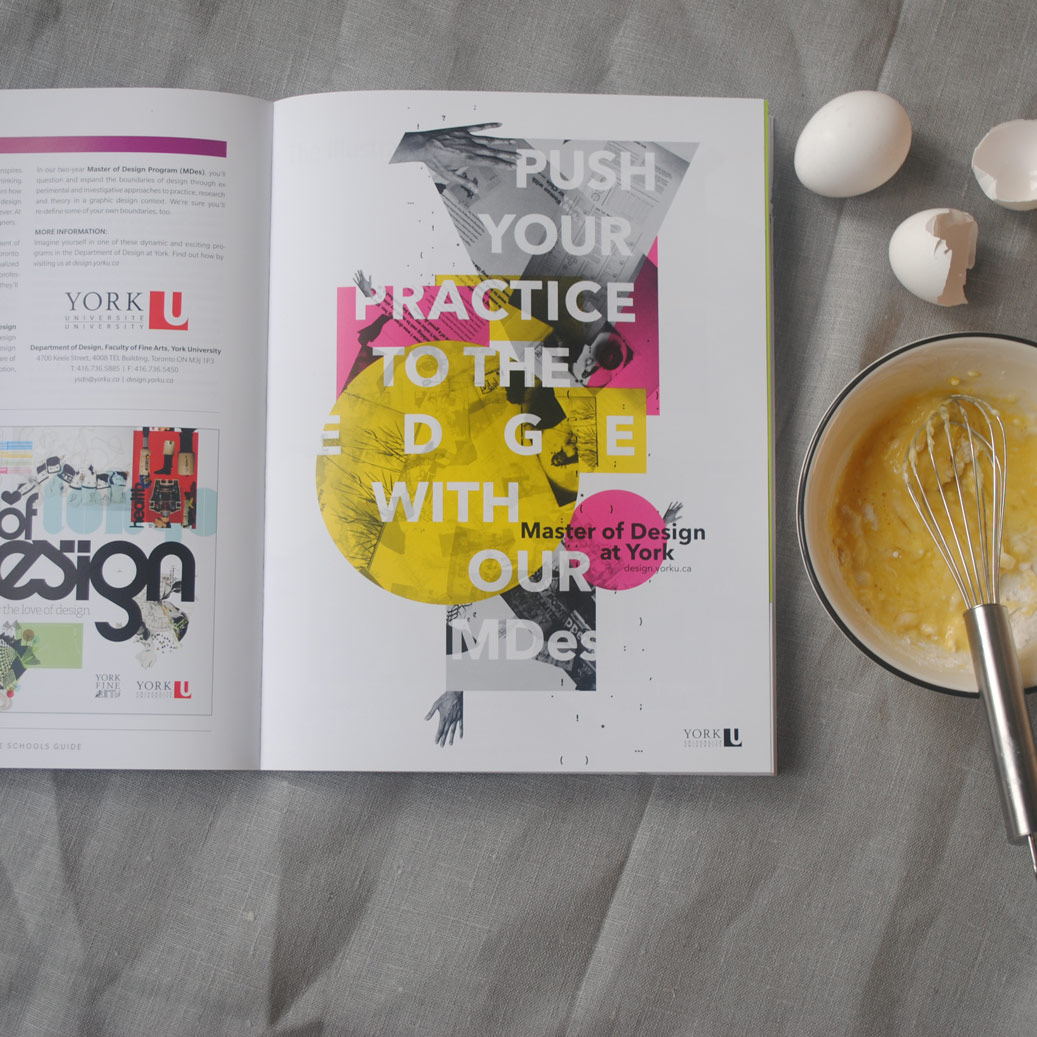 nspires
In our two-year Master of Design Program (MDes), you'll
question and expand the boundaries of design through ex
perimental and investigative approaches to practice, research
and theory in a graphic design context. We're sure you'll
re-define some of your own boundaries, too.
MORE INFORMATION:
Imagine yourself in one of these dynamic and exciting pro-
grams in the Department of Design at York. Find out how by
visiting us at design.yorku.ca
YORK U
UNIVERSITÉ
UNIVERSITY
Department of Design, Faculty of Fine Arts, York University
4700 Keele Street, 4008 TEL Building, Toronto ON M3J 1P3
T:416.736.5885 | F:416.736.5450
ysdn@yorku.ca | design.yorku.ca
of
design
the love of design.
YORK
FINE
ARTS
YORK U
E SCHOOLS GUIDE
PUSH
YOUR
PRACTICE
TO THE
E D G E
WITH
Master of Design
at York
design.yorku.ca
OUR
MDes
YORK U